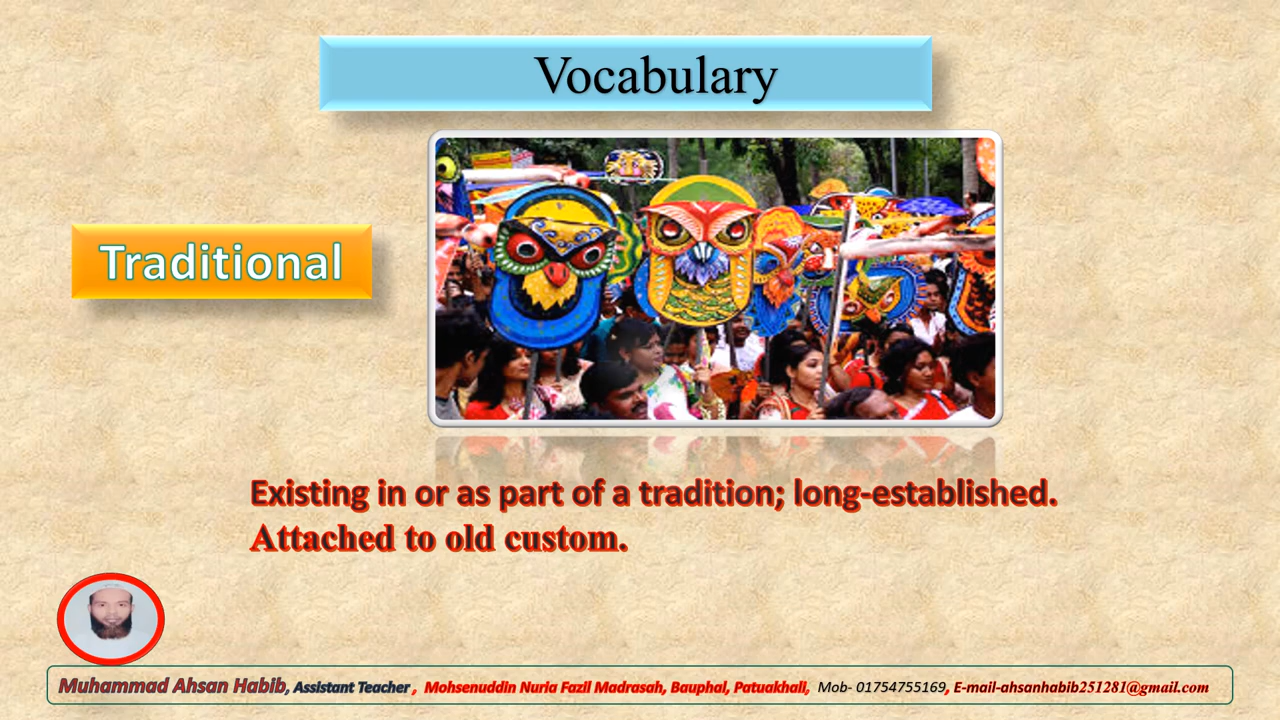 Vocabulary
Traditional
Existing in or as part of a tradition; long-established.
Attached to old custom.
Muhammad Ahsan Habib, Assistant Teacher , Mohsenuddin Nuria Fazil Madrasah, Bauphal, Patuakhali, Mob- 01754755169, E-mail-ahsanhabib251281@gmail.com